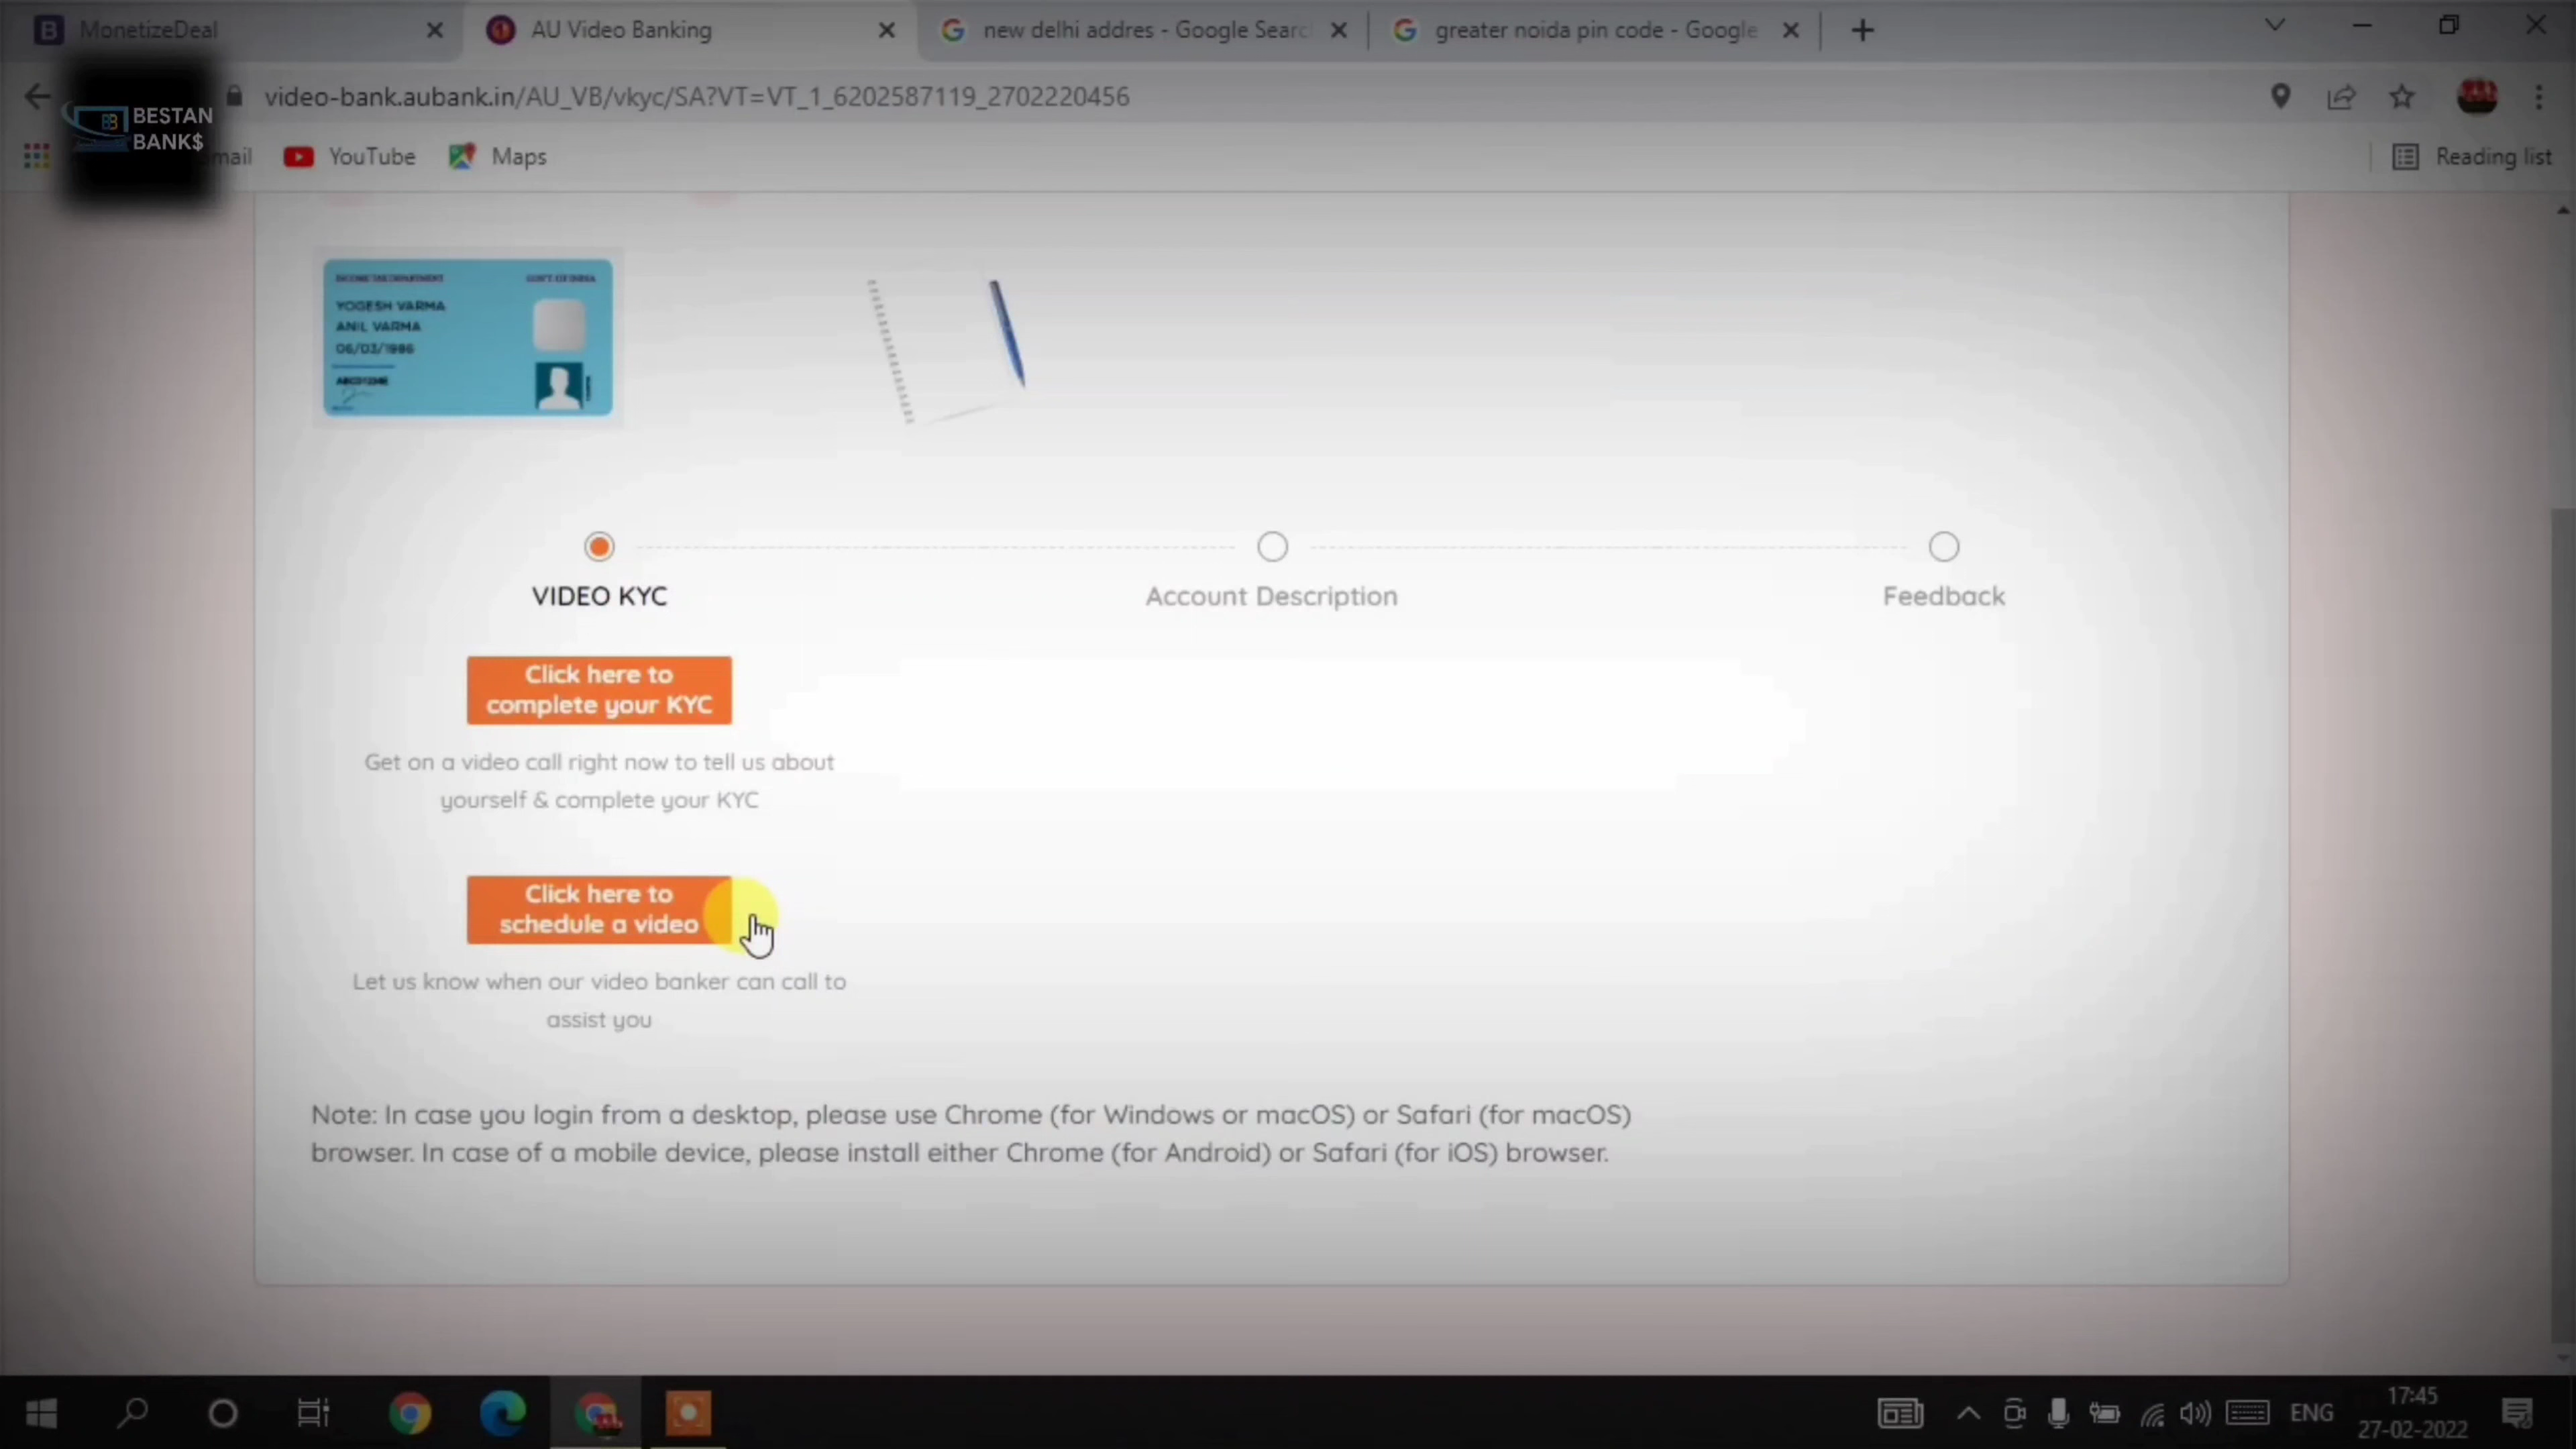 MonetizeDeal
AU Video Banking
new delhi addres - Google Searc
greater noida pin code - Google
video-bank.aubank.in/AU_VB/vkyc/SA?VT=VT_1_6202587119_2702220456
BESTAN
BANK$
mail
YouTube
Maps
Reading list
INCOME TAX DEPARTMENT
GOVT. OF INDIA
YOGESH VARMA
ANIL VARMA
06/03/1986
VIDEO KYC
Account Description
Feedback
Click here to
complete your KYC
Get on a video call right now to tell us about
yourself & complete your KYC
Click here to
schedule a video
Let us know when our video banker can call to
assist you
Note: In case you login from a desktop, please use Chrome (for Windows or macOS) or Safari (for macOS)
browser. In case of a mobile device, please install either Chrome (for Android) or Safari (for iOS) browser.
ENG
17:45
27-02-2022